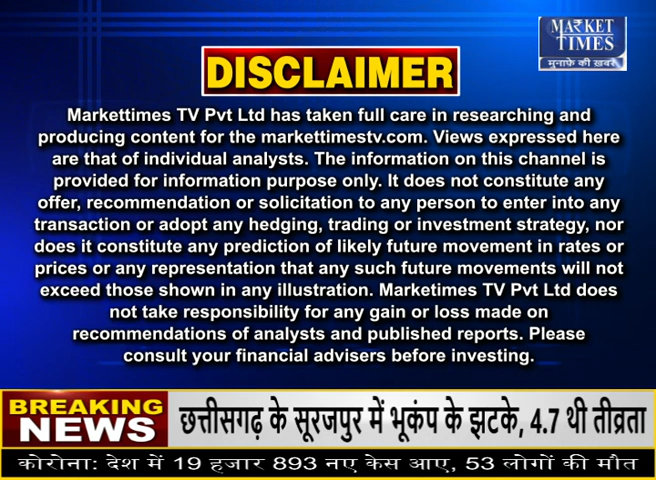 MARKET
TIMES
मुनाफे की ख़बर
DISCLAIMER
Markettimes TV Pvt Ltd has taken full care in researching and
producing content for the markettimestv.com. Views expressed here
are that of individual analysts. The information on this channel is
provided for information purpose only. It does not constitute any
offer, recommendation or solicitation to any person to enter into any
transaction or adopt any hedging, trading or investment strategy, nor
does it constitute any prediction of likely future movement in rates or
prices or any representation that any such future movements will not
exceed those shown in any illustration. Marketimes TV Pvt Ltd does
not take responsibility for any gain or loss made on
recommendations of analysts and published reports. Please
consult your financial advisers before investing.
BREAKING
NEWS
छत्तीसगढ़ के सूरजपुर में भूकंप के झटके, 4.7 थी तीव्रता
कोरोना: देश में 19 हजार 893 नए केस आए, 53 लोगों की मौत